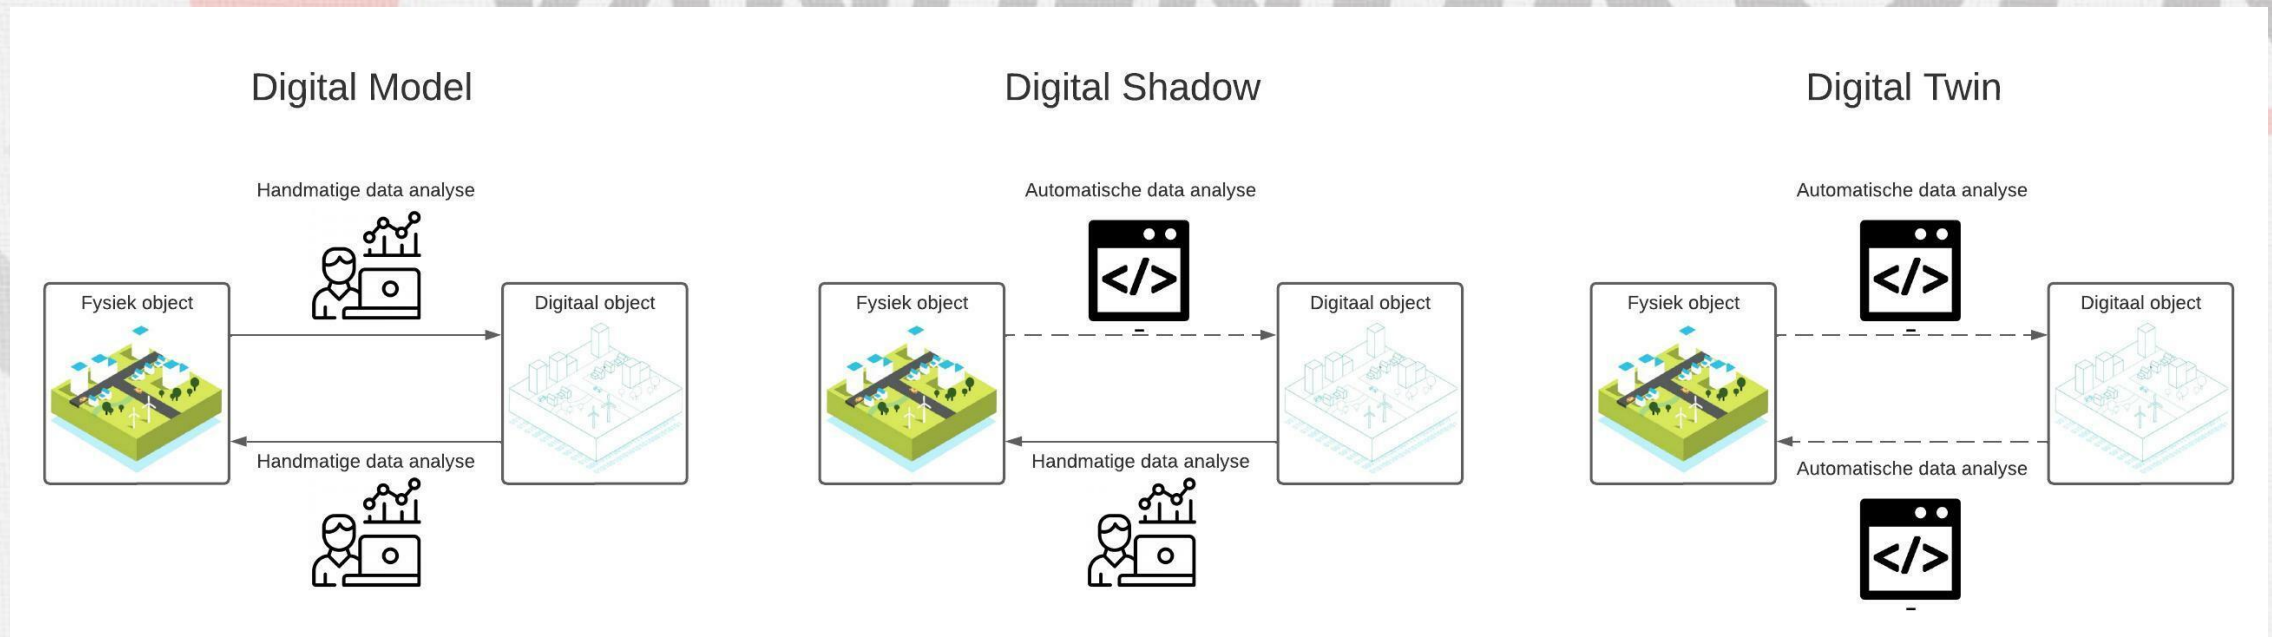 Digital Model
Handmatige data analyse
Fysiek object
Digitaal object
Handmatige data analyse
Digital Shadow
Automatische data analyse
</>
Fysiek object
Digitaal object
Handmatige data analyse
Digital Twin
Automatische data analyse
</>
Fysiek object
Digitaal object
Automatische data analyse
</>